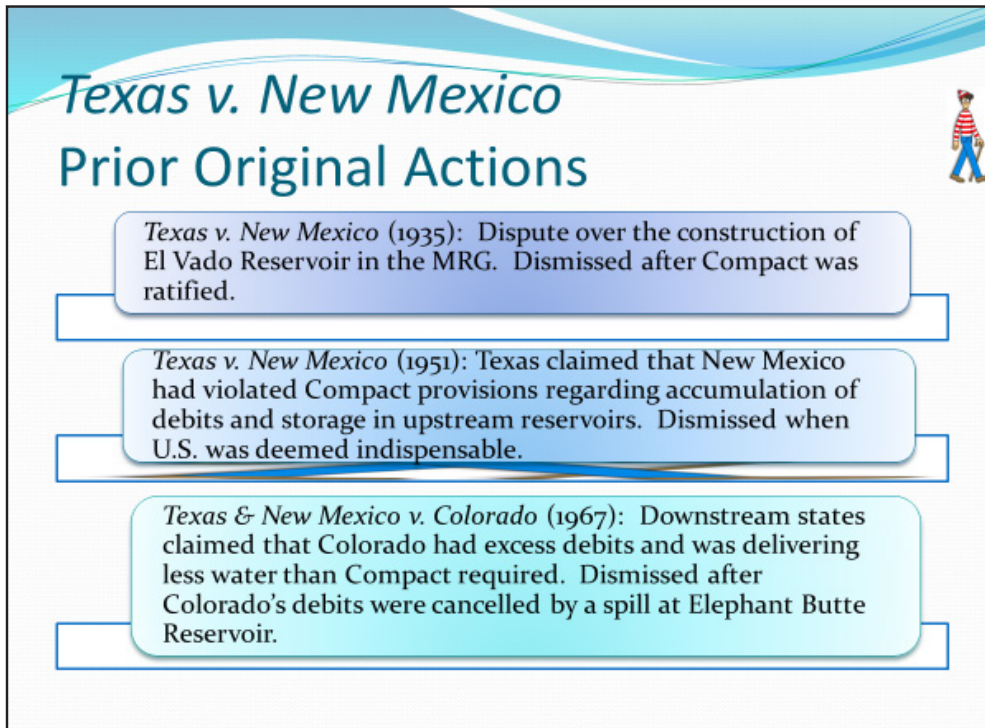 Texas v. New Mexico
Prior Original Actions
Texas v. New Mexico (1935):  Dispute over the construction of
El Vado Reservoir in the MRG.  Dismissed after Compact was
ratified.
Texas v. New Mexico (1951): Texas claimed that New Mexico
had violated Compact provisions regarding accumulation of
debits and storage in upstream reservoirs.  Dismissed when
U.S. was deemed indispensable.
Texas & New Mexico v. Colorado (1967):  Downstream states
claimed that Colorado had excess debits and was delivering
less water than Compact required.  Dismissed after
Colorado's debits were cancelled by a spill at Elephant Butte
Reservoir.